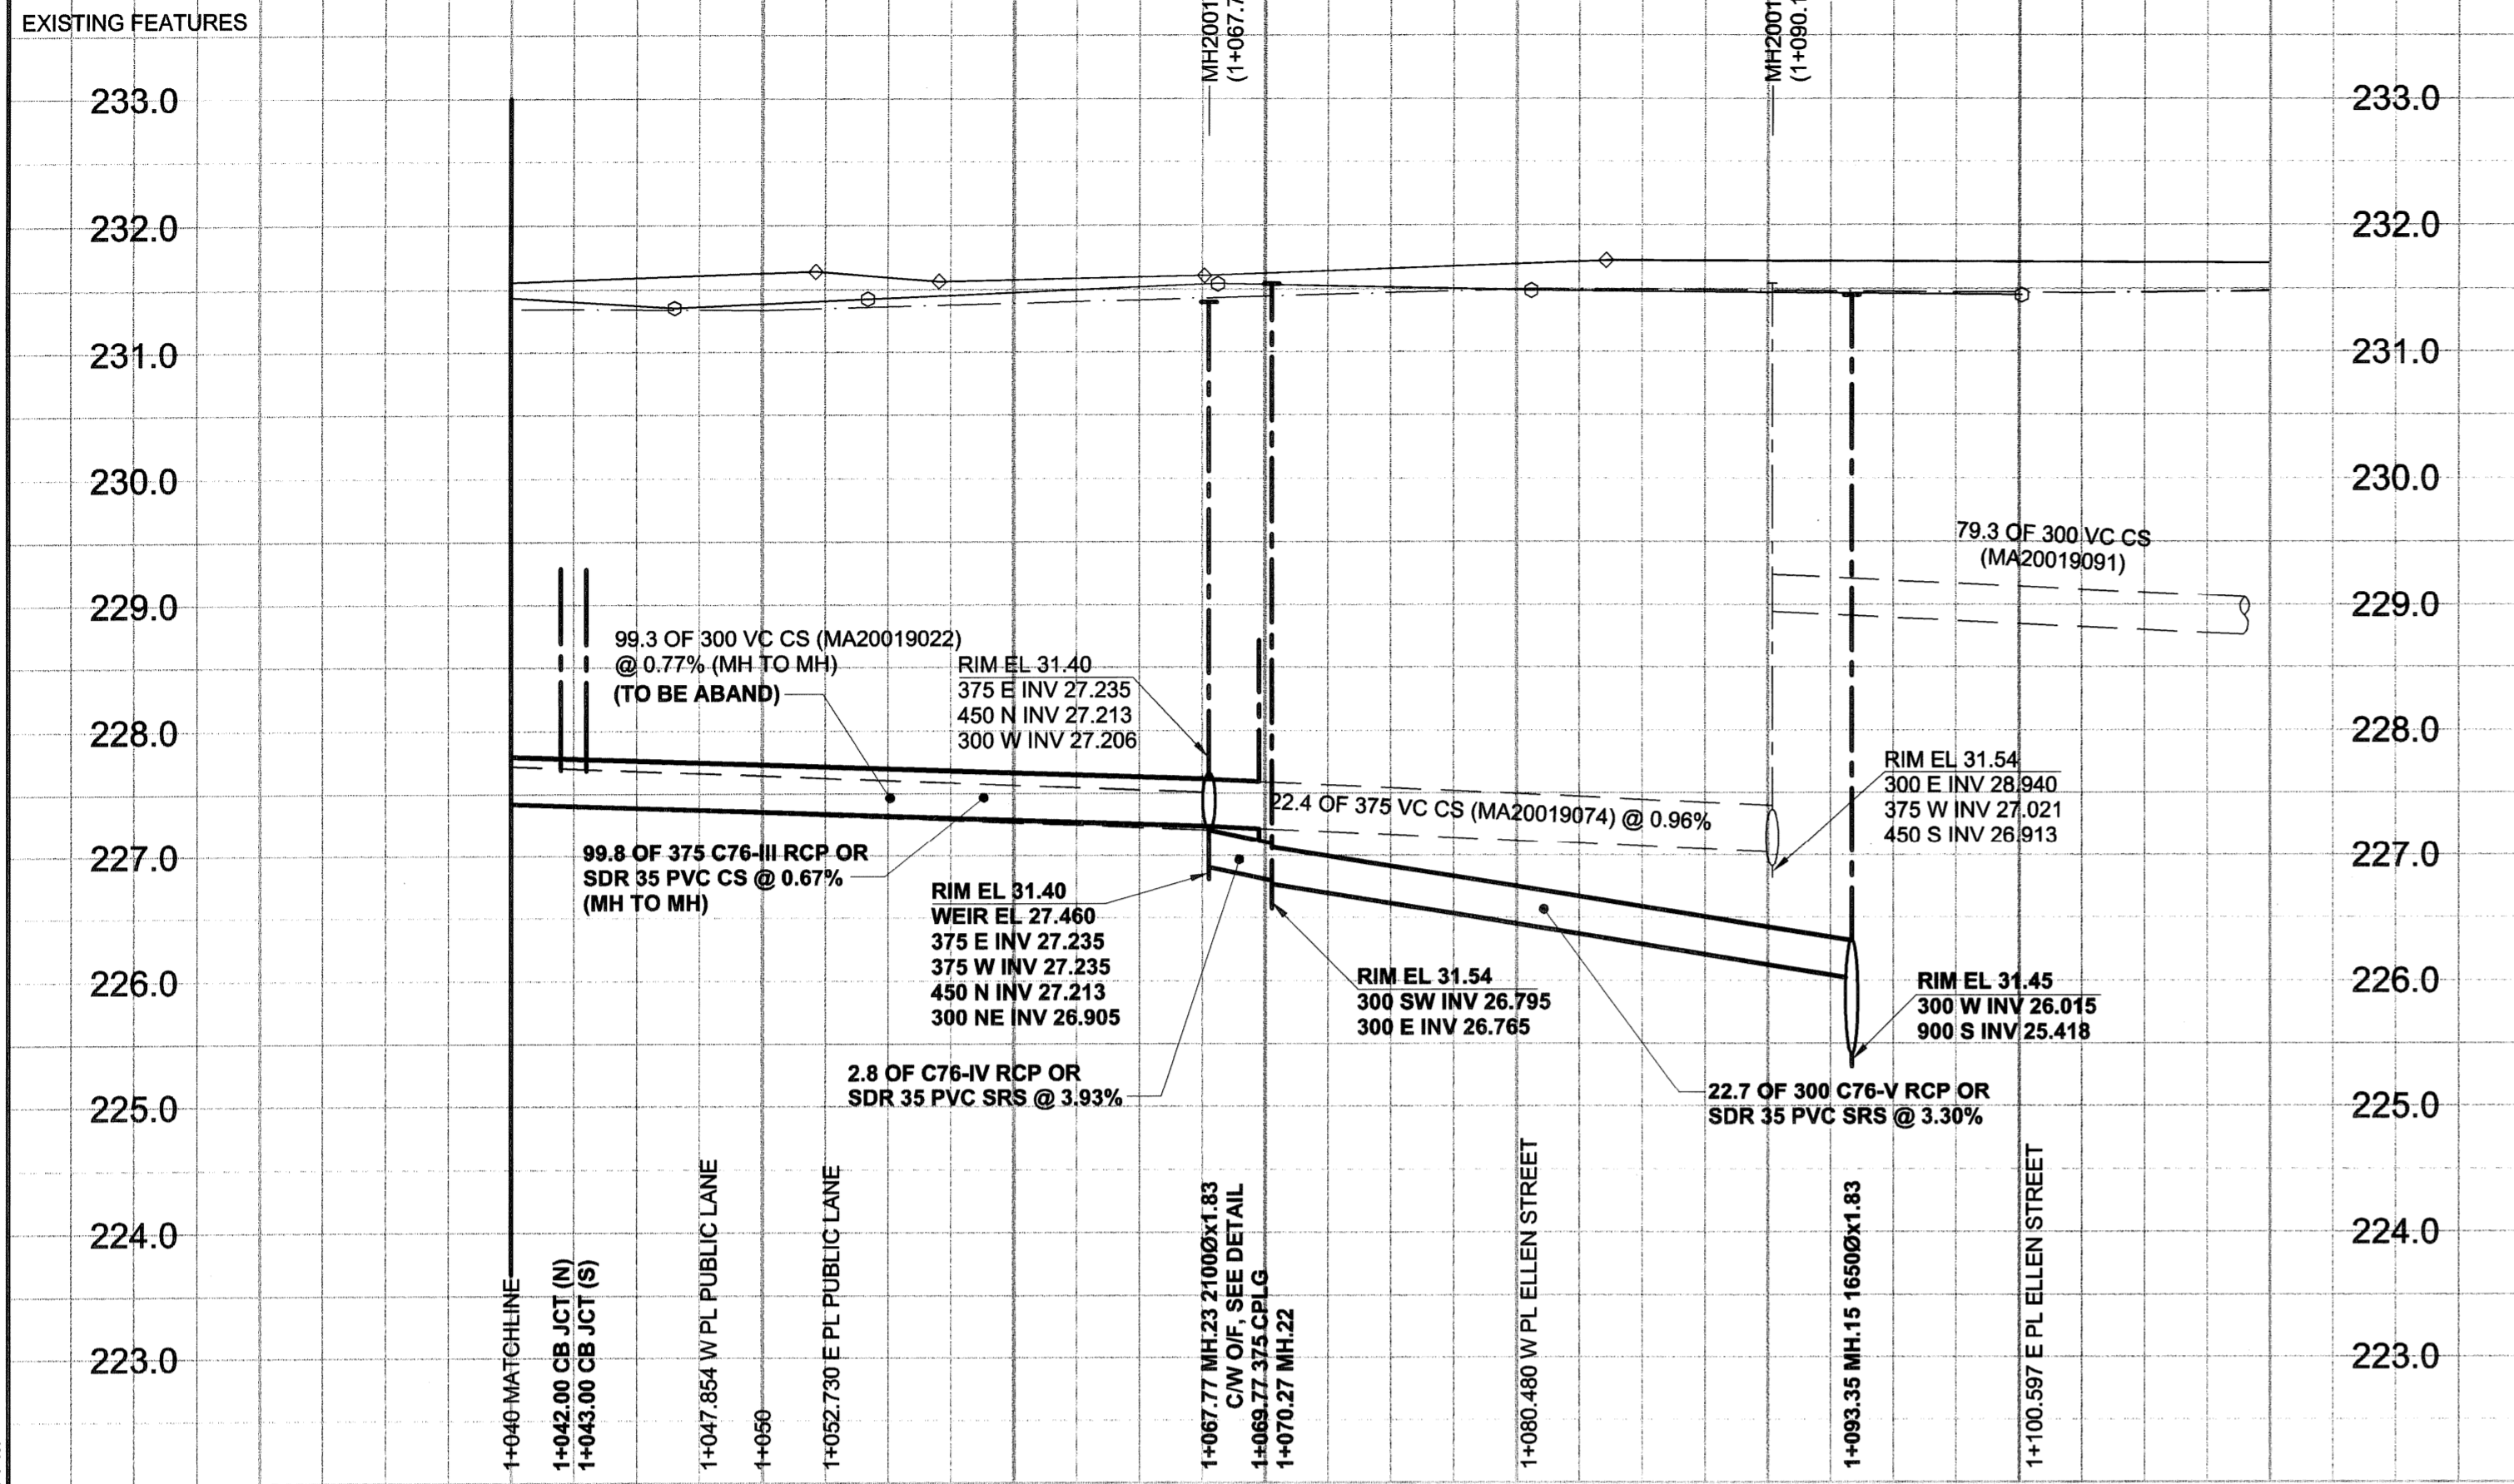 EXISTING FEATURES
MH2001
(1+067.7
MH2001
(1+090.1
233.0
233.0
232.0
232.0
231.0
231.0
230.0
230.0
229.0
229.0
228.0
228.0
227.0
227.0
226.0
226.0
225.0
225.0
224.0
224.0
223.0
223.0
79.3 OF 300 VC CS
(MA20019091)
99.3 OF 300 VC CS (MA20019022)
@ 0.77% (MH TO MH)
(TO BE ABAND)
RIM EL 31.40
375 E INV 27.235
450 N INV 27.213
300 W INV 27.206
RIM EL 31.54
300 E INV 28.940
375 W INV 27.021
450 S INV 26.913
22.4 OF 375 VC CS (MA20019074) @ 0.96%
99.8 OF 375 C76-III RCP OR
SDR 35 PVC CS @ 0.67%
(MH TO MH)
RIM EL 31.40
WEIR EL 27.460
375 E INV 27.235
375 W INV 27.235
450 N INV 27.213
300 NE INV 26.905
RIM EL 31.54
300 SW INV 26.795
300 E INV 26.765
RIM EL 31.45
300 W INV 26.015
900 S INV 25.418
2.8 OF C76-IV RCP OR
SDR 35 PVC SRS @ 3.93%
22.7 OF 300 C76-V RCP OR
SDR 35 PVC SRS @ 3.30%
1+040 MATCHLINE
1+042.00 CB JCT (N)
1+043.00 CB JCT (S)
1+047.854 W PL PUBLIC LANE
1+050
1+052.730 E PL PUBLIC LANE
1+067.77 MH.23 2100Øx1.83
C/W O/F, SEE DETAIL
1+069.77 375 CPLG
1+070.27 MH.22
1+080.480 W PL ELLEN STREET
1+093.35 MH.15 1650Øx1.83
1+100.597 E PL ELLEN STREET